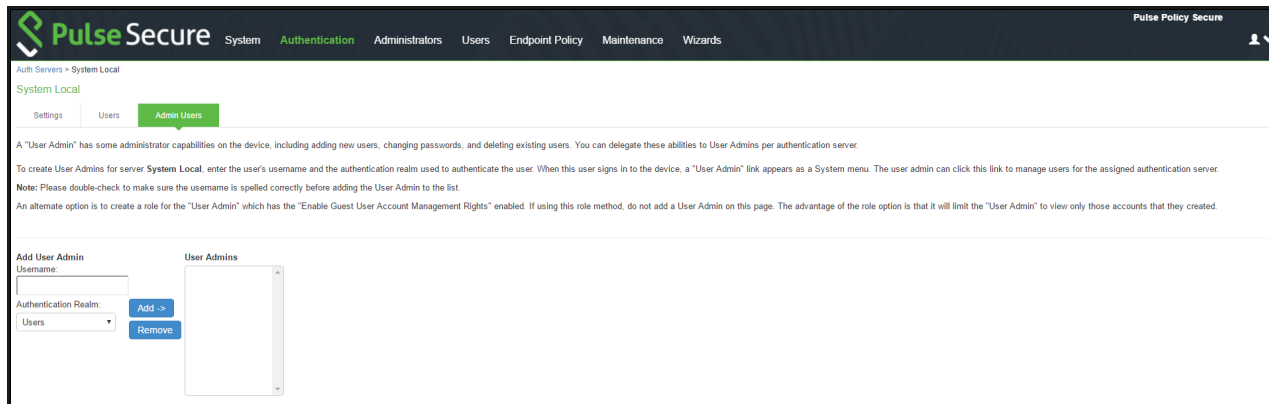 Pulse Policy Secure
Pulse Secure System Authentication Administrators Users Endpoint Policy Maintenance Wizards
Auth Servers > System Local
System Local
Settings Users Admin Users
A "User Admin" has some administrator capabilities on the device, including adding new users, changing passwords, and deleting existing users. You can delegate these abilities to User Admins per authentication server.
To create User Admins for server System Local, enter the user's username and the authentication realm used to authenticate the user. When this user signs in to the device, a "User Admin" link appears as a System menu. The user admin can click this link to manage users for the assigned authentication server.
Note: Please double-check to make sure the username is spelled correctly before adding the User Admin to the list.
An alternate option is to create a role for the "User Admin" which has the "Enable Guest User Account Management Rights" enabled. If using this role method, do not add a User Admin on this page. The advantage of the role option is that it will limit the "User Admin" to view only those accounts that they created.
Add User Admin User Admins
Username:
Authentication Realm: Add ->
Users
Remove